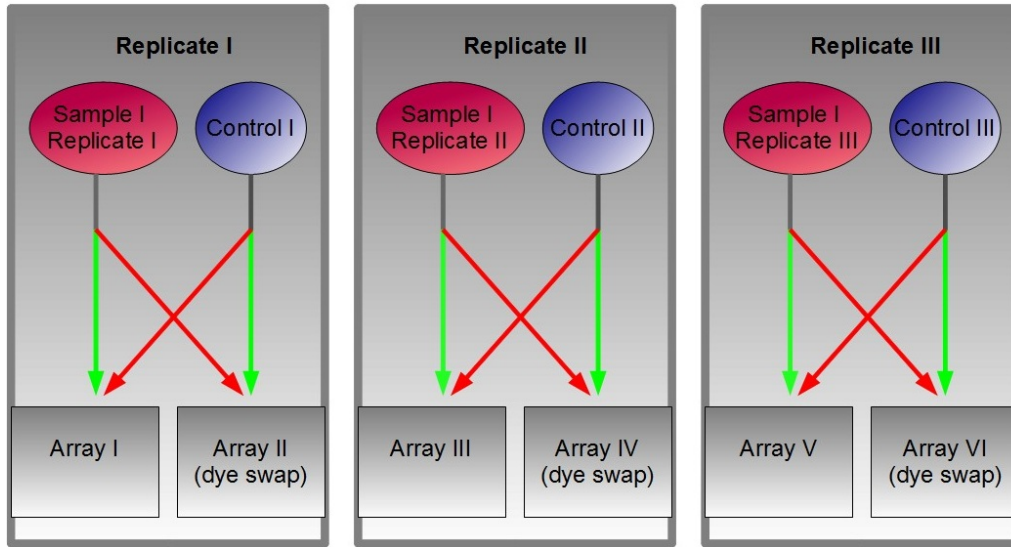 Replicate I
Sample I
Replicate I
Control I
Array I
Array II
(dye swap)
Replicate II
Sample I
Replicate II
Control II
Array III
Array IV
(dye swap)
Replicate III
Sample I
Replicate III
Control III
Array V
Array VI
(dye swap)